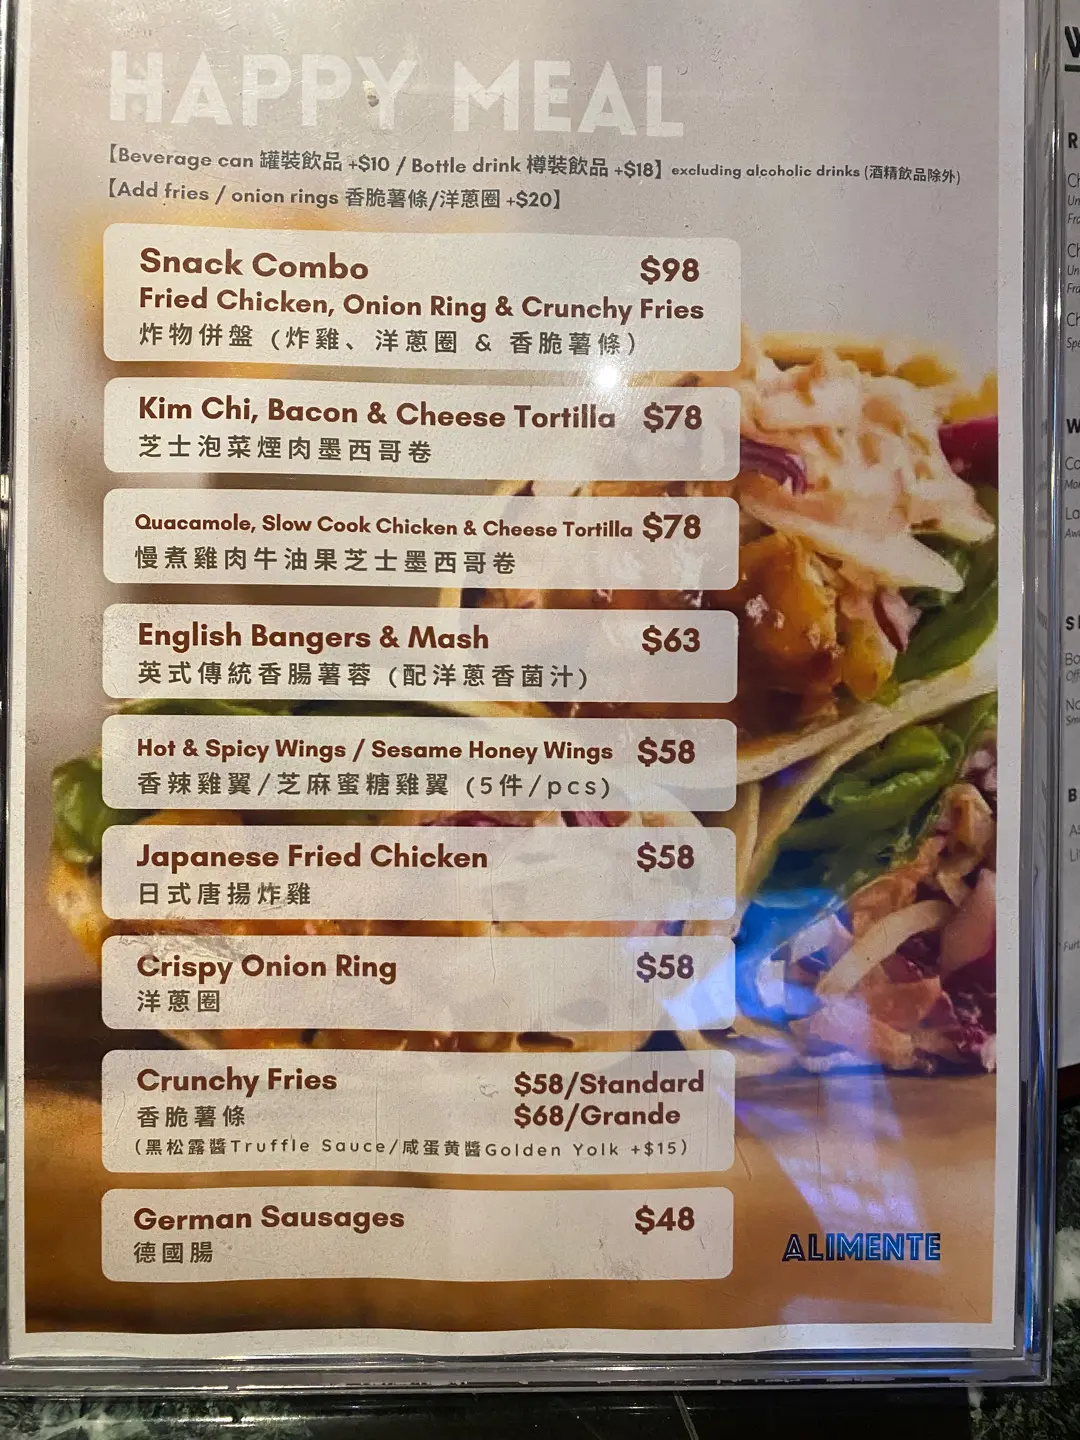 HAPPY MEAL
【Beverage can 罐裝飲品 +$10 / Bottle drink 樽裝飲品 +$18】 excluding alcoholic drinks (酒精飲品除外)
【Add fries / onion rings 香脆薯條/洋蔥圈 +$20】
Snack Combo $98
Fried Chicken, Onion Ring & Crunchy Fries
炸物併盤 (炸雞、洋蔥圈 & 香脆薯條)
Kim Chi, Bacon & Cheese Tortilla $78
芝士泡菜煙肉墨西哥卷
Quacamole, Slow Cook Chicken & Cheese Tortilla $78
慢煮雞肉牛油果芝士墨西哥卷
English Bangers & Mash $63
英式傳統香腸薯蓉 (配洋蔥香菌汁)
Hot & Spicy Wings / Sesame Honey Wings $58
香辣雞翼/芝麻蜜糖雞翼 (5件/pcs)
Japanese Fried Chicken $58
日式唐揚炸雞
Crispy Onion Ring $58
洋蔥圈
Crunchy Fries $58/Standard
香脆薯條 $68/Grande
(黑松露醬Truffle Sauce/咸蛋黄醬Golden Yolk +$15)
German Sausages $48
德國腸
ALIMENTE